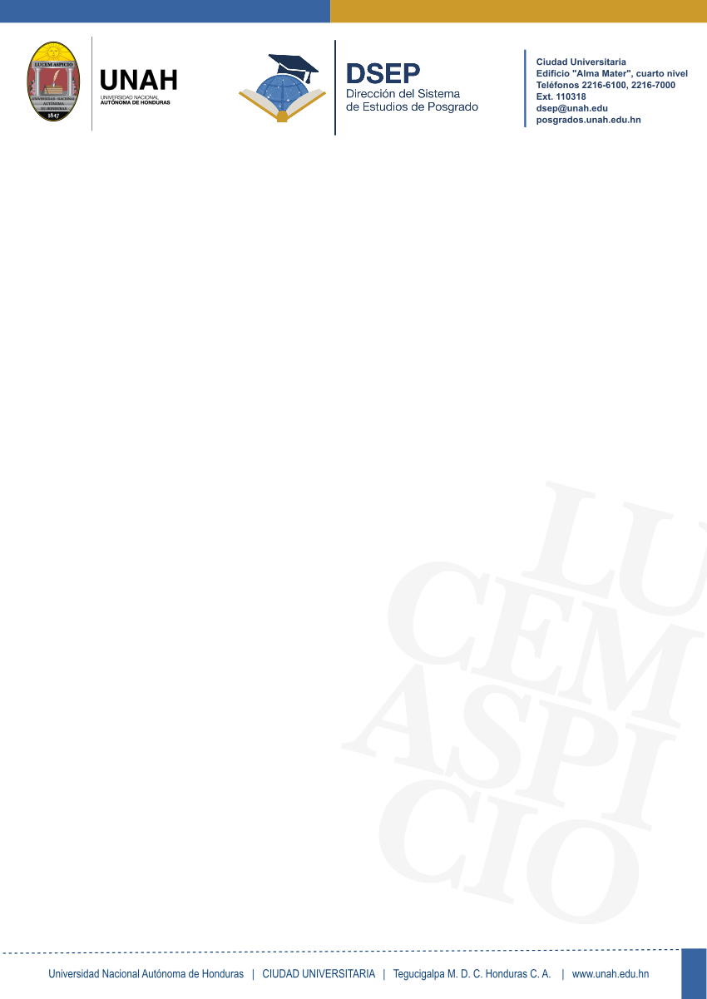 LUCEM ASPICIO
UNIVERSIDAD NACIONAL
AUTÓNOMA
DE HONDURAS
1847
UNAH
UNIVERSIDAD NACIONAL
AUTÓNOMA DE HONDURAS
DSEP
Dirección del Sistema
de Estudios de Posgrado
Ciudad Universitaria
Edificio "Alma Mater", cuarto nivel
Teléfonos 2216-6100, 2216-7000
Ext. 110318
dsep@unah.edu
posgrados.unah.edu.hn
LU
CEM
ASPI
CIO
Universidad Nacional Autónoma de Honduras | CIUDAD UNIVERSITARIA | Tegucigalpa M. D. C. Honduras C. A. | www.unah.edu.hn